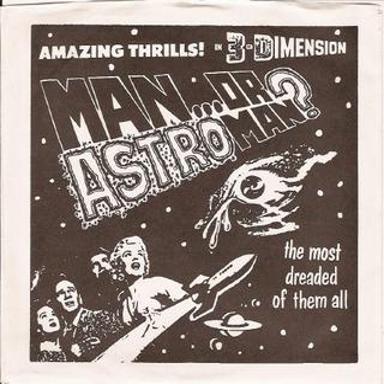 AMAZING THRILLS! IN 3-DIMENSION
MAN...OR
ASTRO MAN?
the most
dreaded
of them all